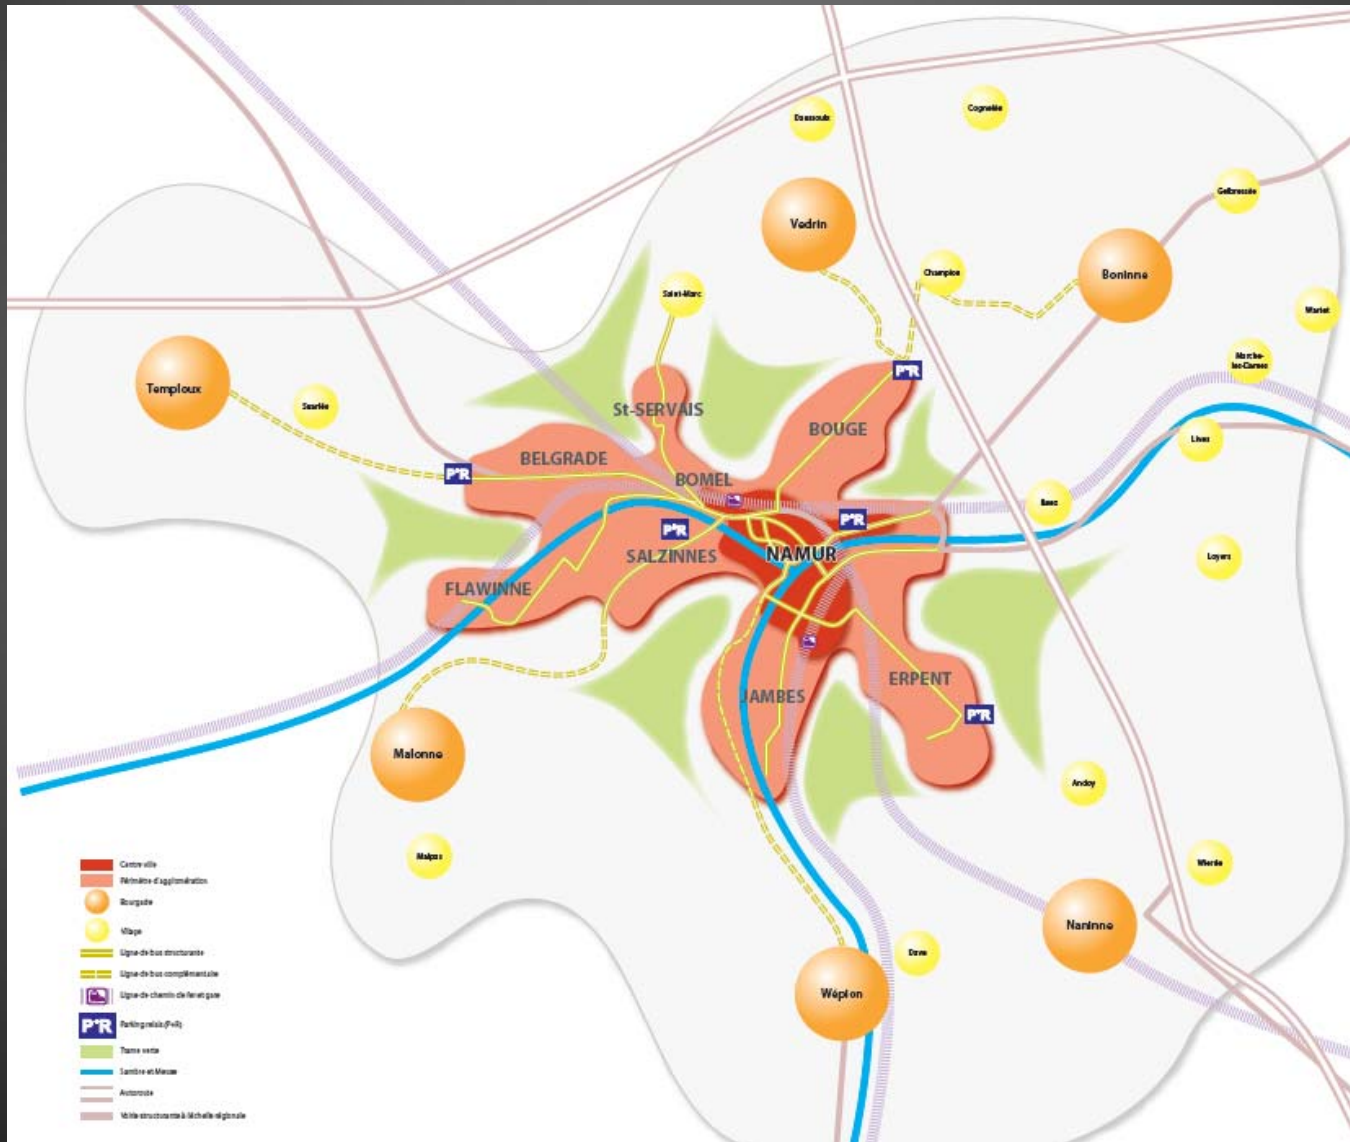 Cognelée
Daussoulx
Gelbressée
Vedrin
Champion
Boninne
Saint-Marc
Wartet
P+R
Marche-
les-Dames
Temploux
Suarlée
St-SERVAIS
BOUGE
Lives
BELGRADE
P+R
BOMEL
Beez
P+R
P+R
NAMUR
SALZINNES
Loyers
FLAWINNE
ERPENT
JAMBES
P+R
Malonne
Andoy
Malpas
Wierde
Naninne
Dave
Wépion
Centre ville
Périmètre d'agglomération
Bourgade
Village
Ligne de bus structurante
Ligne de bus complémentaire
Ligne de chemin de fer et gare
P+R Parking relais (P+R)
Trame verte
Sambre et Meuse
Autoroute
Voirie structurante à l'échelle régionale